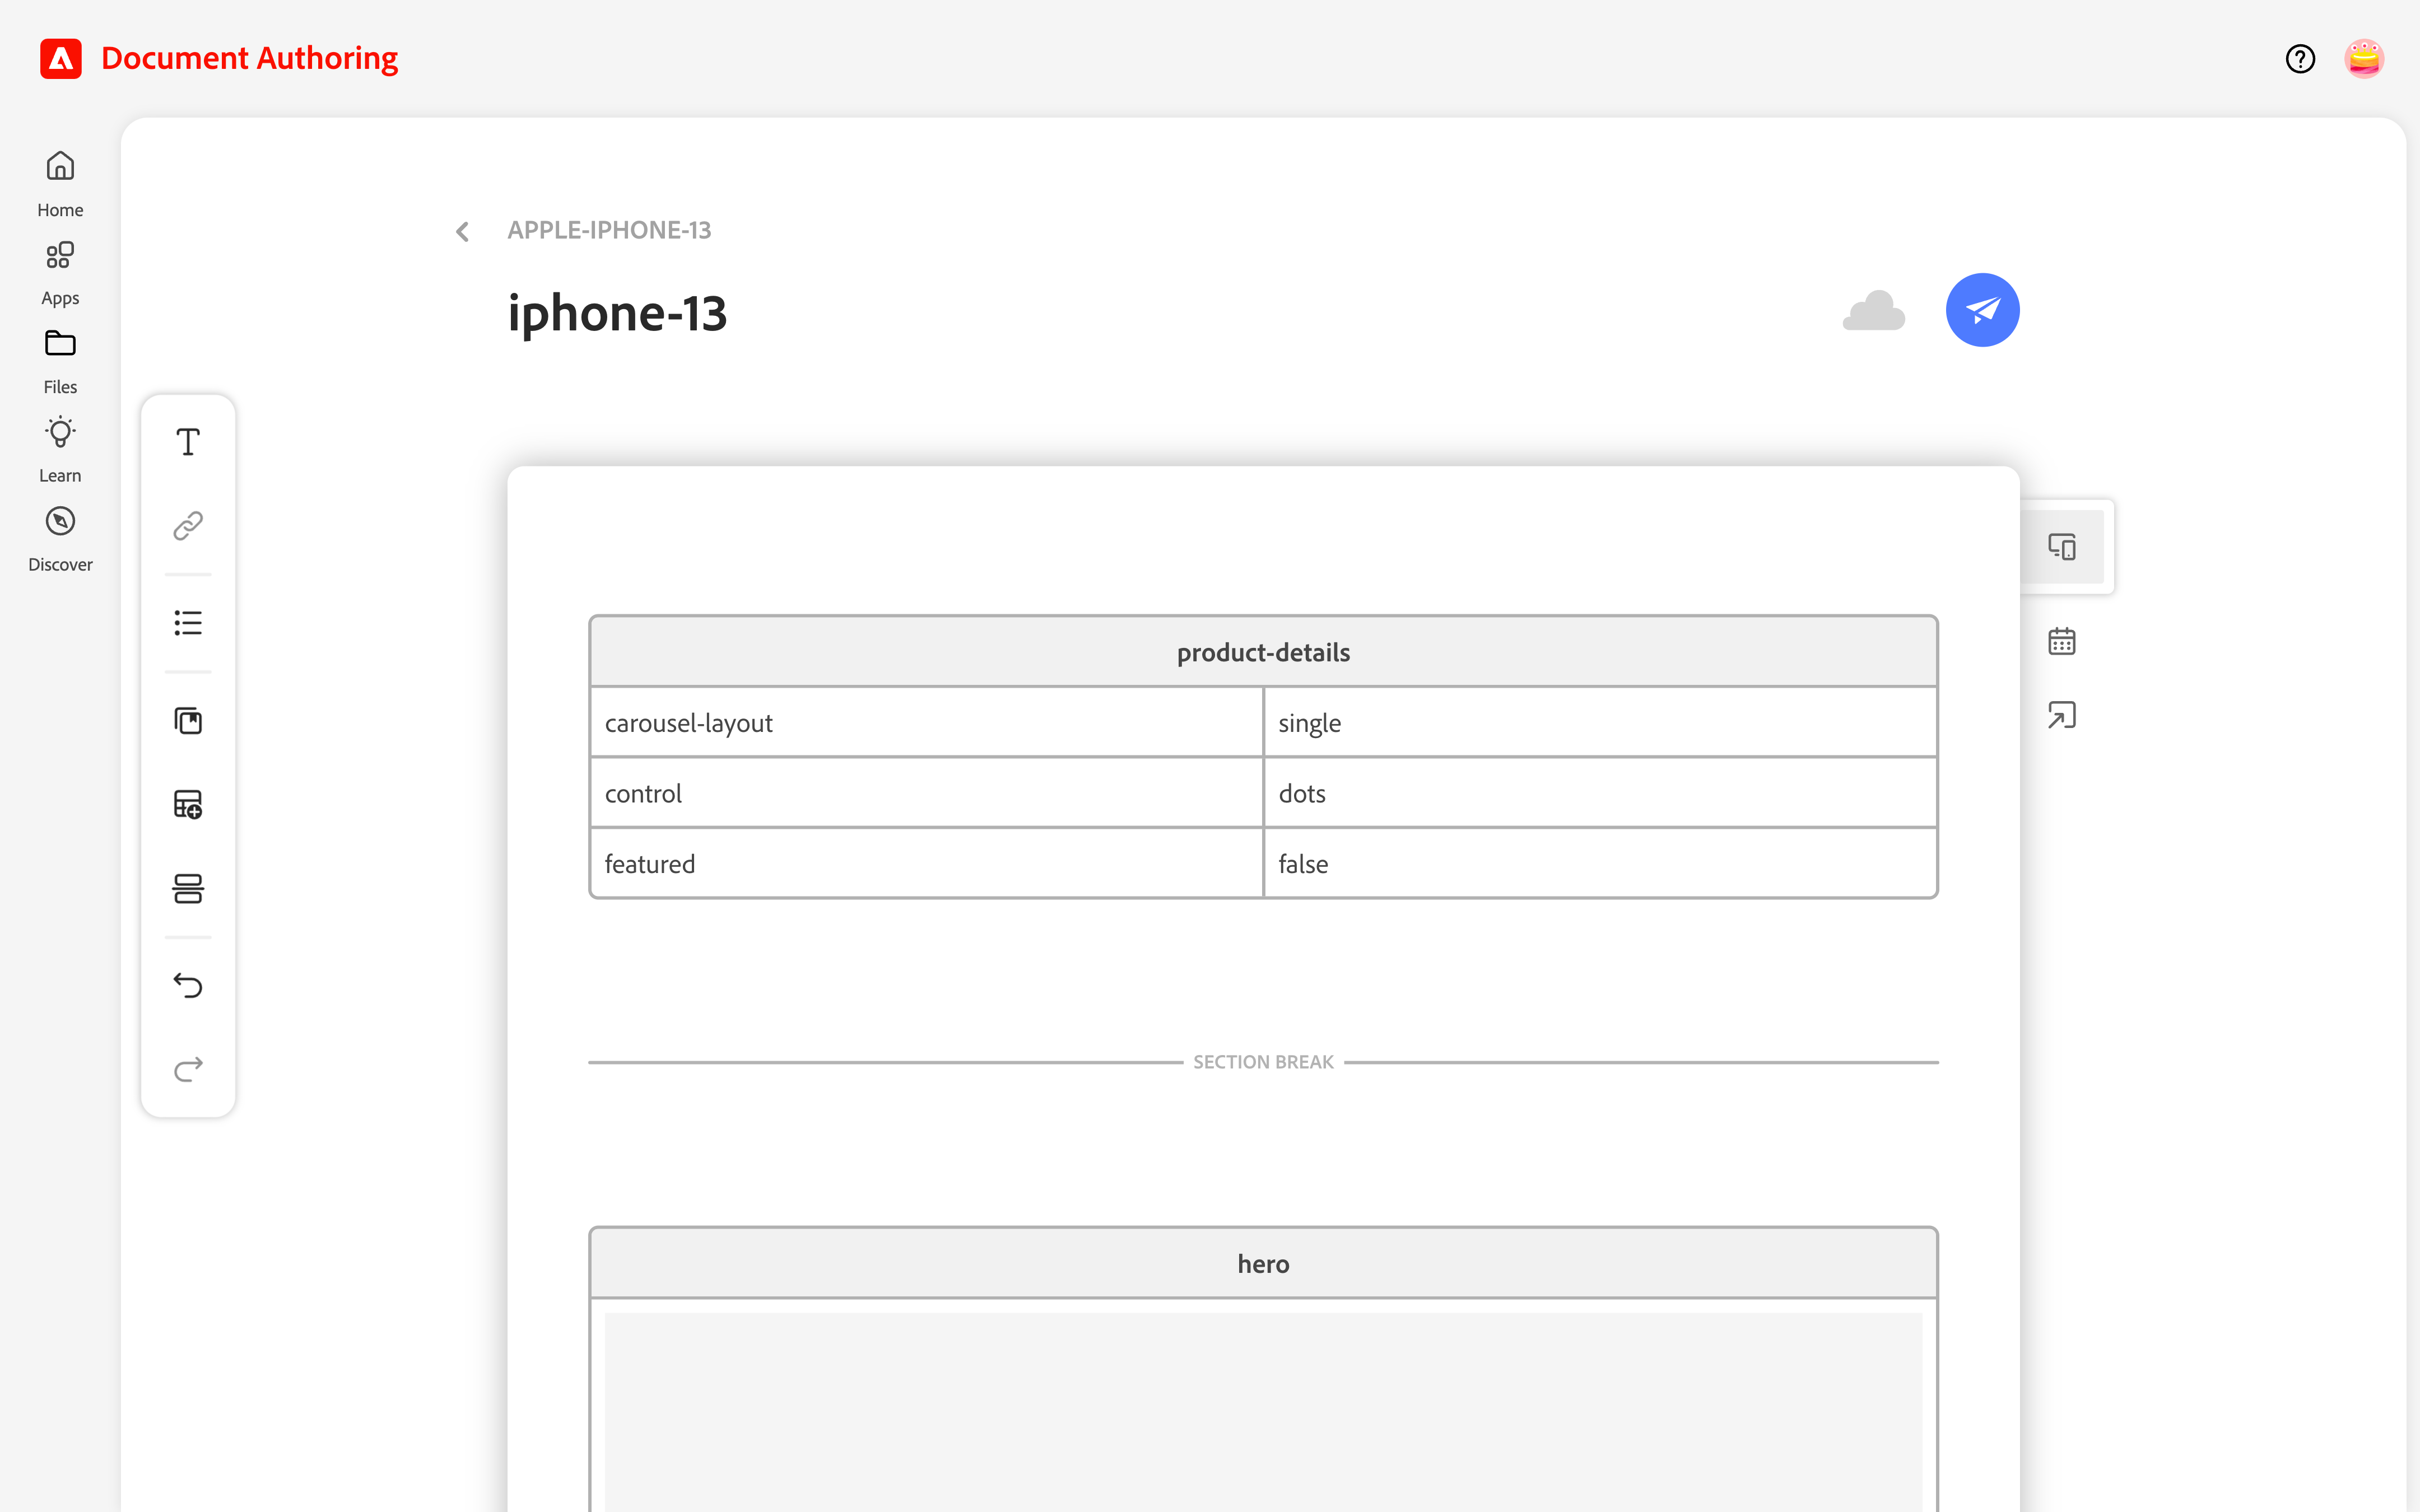 Document Authoring
Home
Apps
Files
Learn
Discover
APPLE-IPHONE-13
iphone-13
product-details
carousel-layout single
control dots
featured false
SECTION BREAK
hero